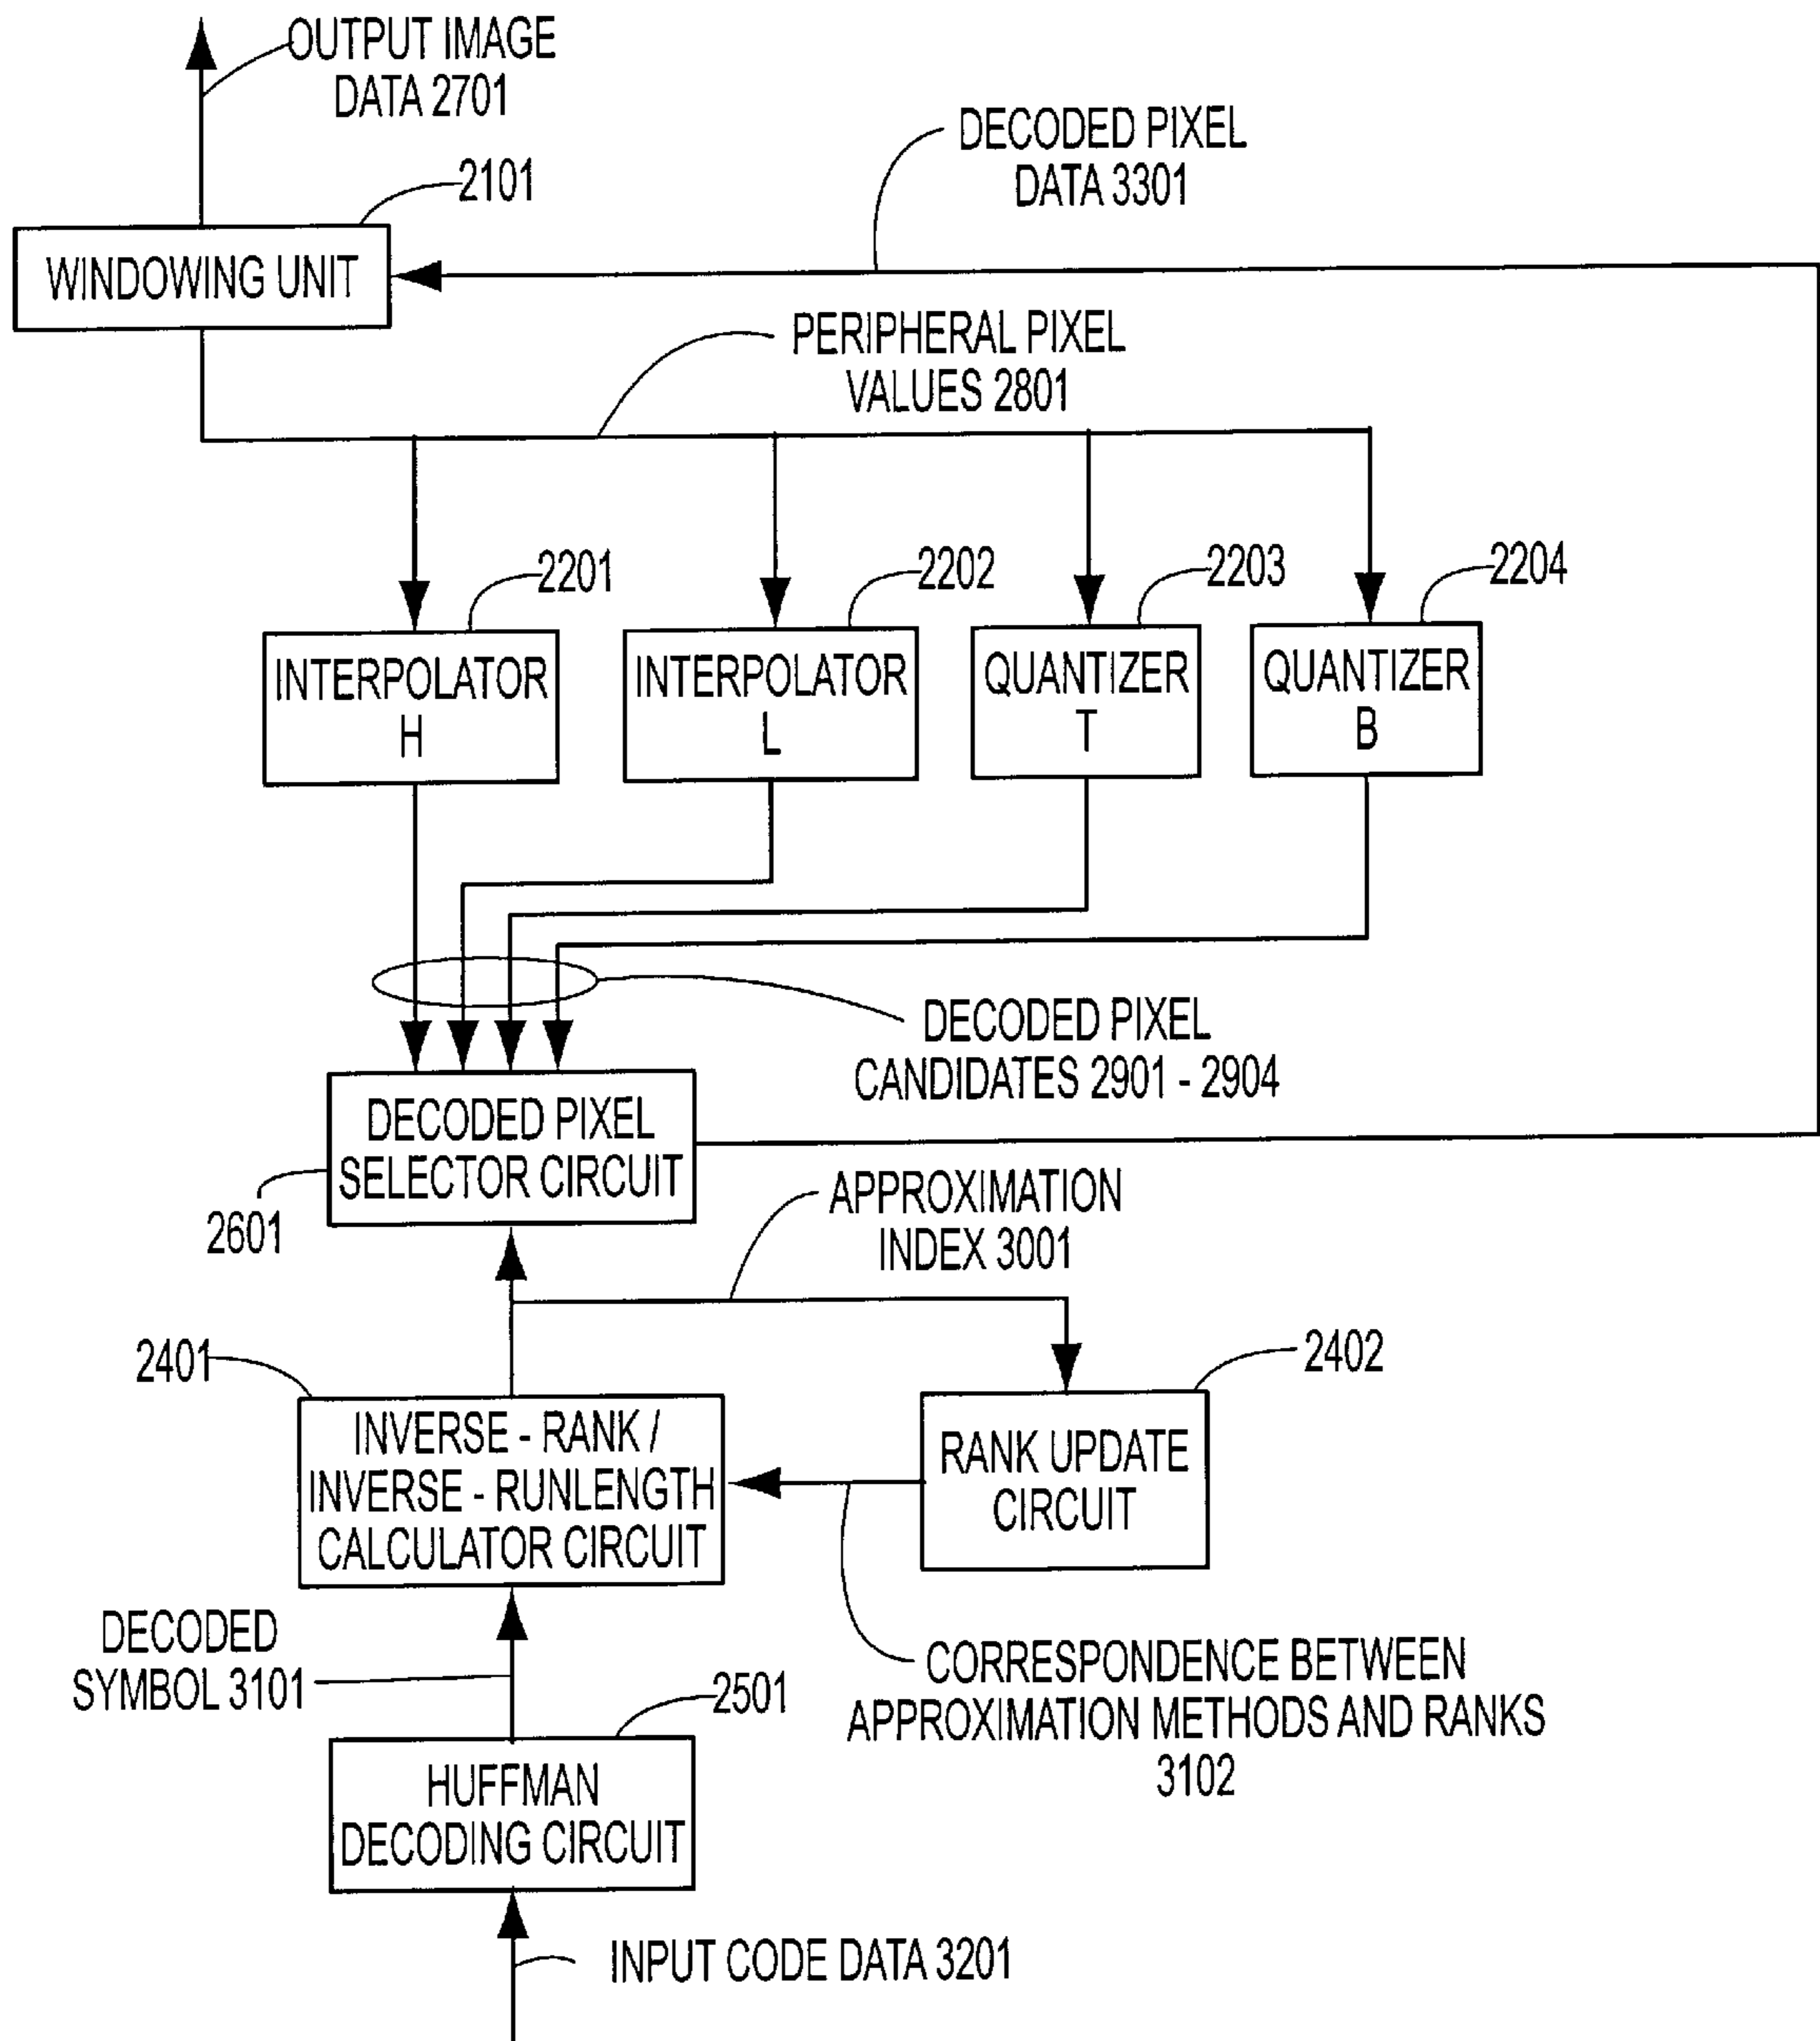 OUTPUT IMAGE
DATA 2701
DECODED PIXEL
DATA 3301
2101
WINDOWING UNIT
PERIPHERAL PIXEL
VALUES 2801
2201
2202
2203
2204
INTERPOLATOR
H
INTERPOLATOR
L
QUANTIZER
T
QUANTIZER
B
DECODED PIXEL
CANDIDATES 2901 - 2904
DECODED PIXEL
SELECTOR CIRCUIT
2601
APPROXIMATION
INDEX 3001
2401
2402
INVERSE - RANK /
INVERSE - RUNLENGTH
CALCULATOR CIRCUIT
RANK UPDATE
CIRCUIT
DECODED
SYMBOL 3101
CORRESPONDENCE BETWEEN
APPROXIMATION METHODS AND RANKS
3102
2501
HUFFMAN
DECODING CIRCUIT
INPUT CODE DATA 3201